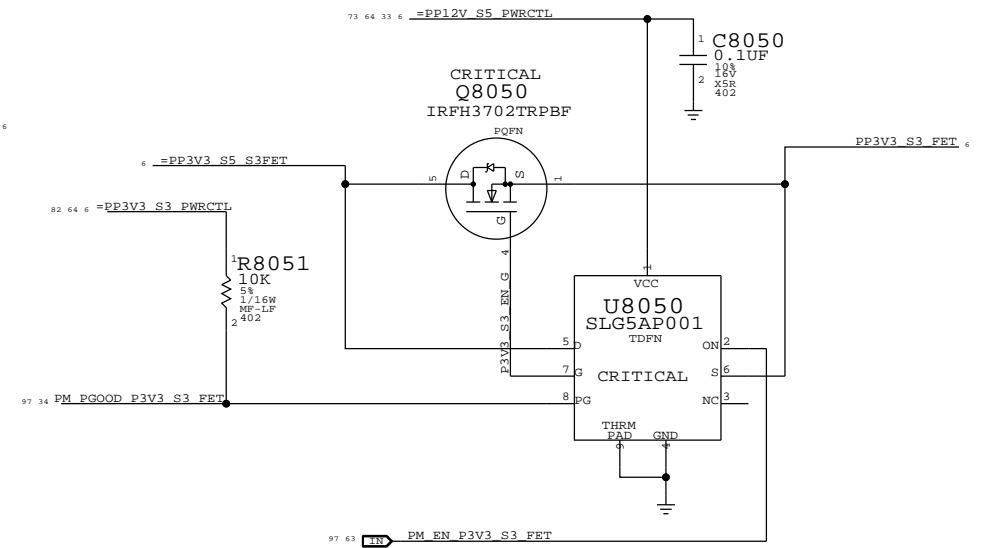 73 64 33 6 =PP12V_S5_PWRCTL
1 C8050
0.1UF
10%
16V
2 X5R
402
CRITICAL
Q8050
IRFH3702TRPBF
PQFN
6
6 =PP3V3_S5_S3FET
PP3V3_S3_FET 6
5 D S 1
G
4
82 64 6 =PP3V3_S3_PWRCTL
1 R8051
10K
5%
1/16W
MF-LF
2 402
P3V3_S3_EN_G
1
VCC
U8050
SLG5AP001
TDFN
5 D ON 2
7 G CRITICAL S 6
97 34 PM_PGOOD_P3V3_S3_FET 8 PG NC 3
THRM
PAD GND
9 4
97 63 IN PM_EN_P3V3_S3_FET